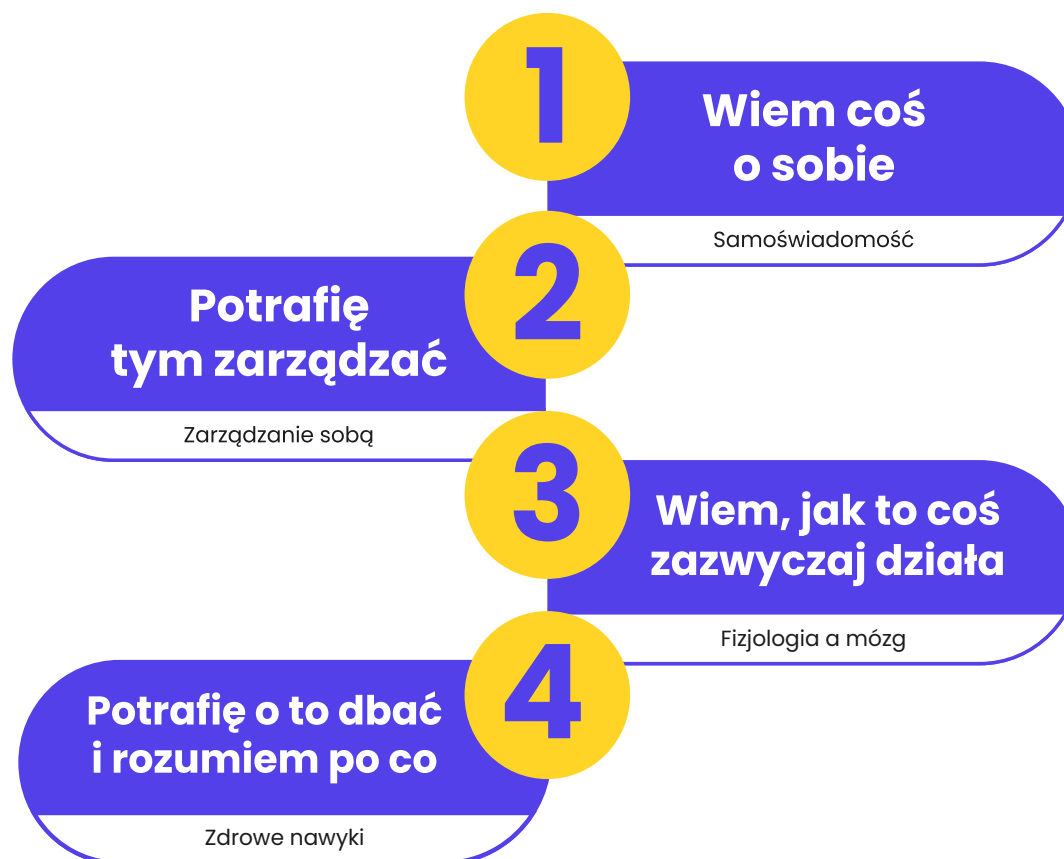 1
Wiem coś
o sobie
Samoświadomość
2
Potrafię
tym zarządzać
Zarządzanie sobą
3
Wiem, jak to coś
zazwyczaj działa
Fizjologia a mózg
4
Potrafię o to dbać
i rozumiem po co
Zdrowe nawyki